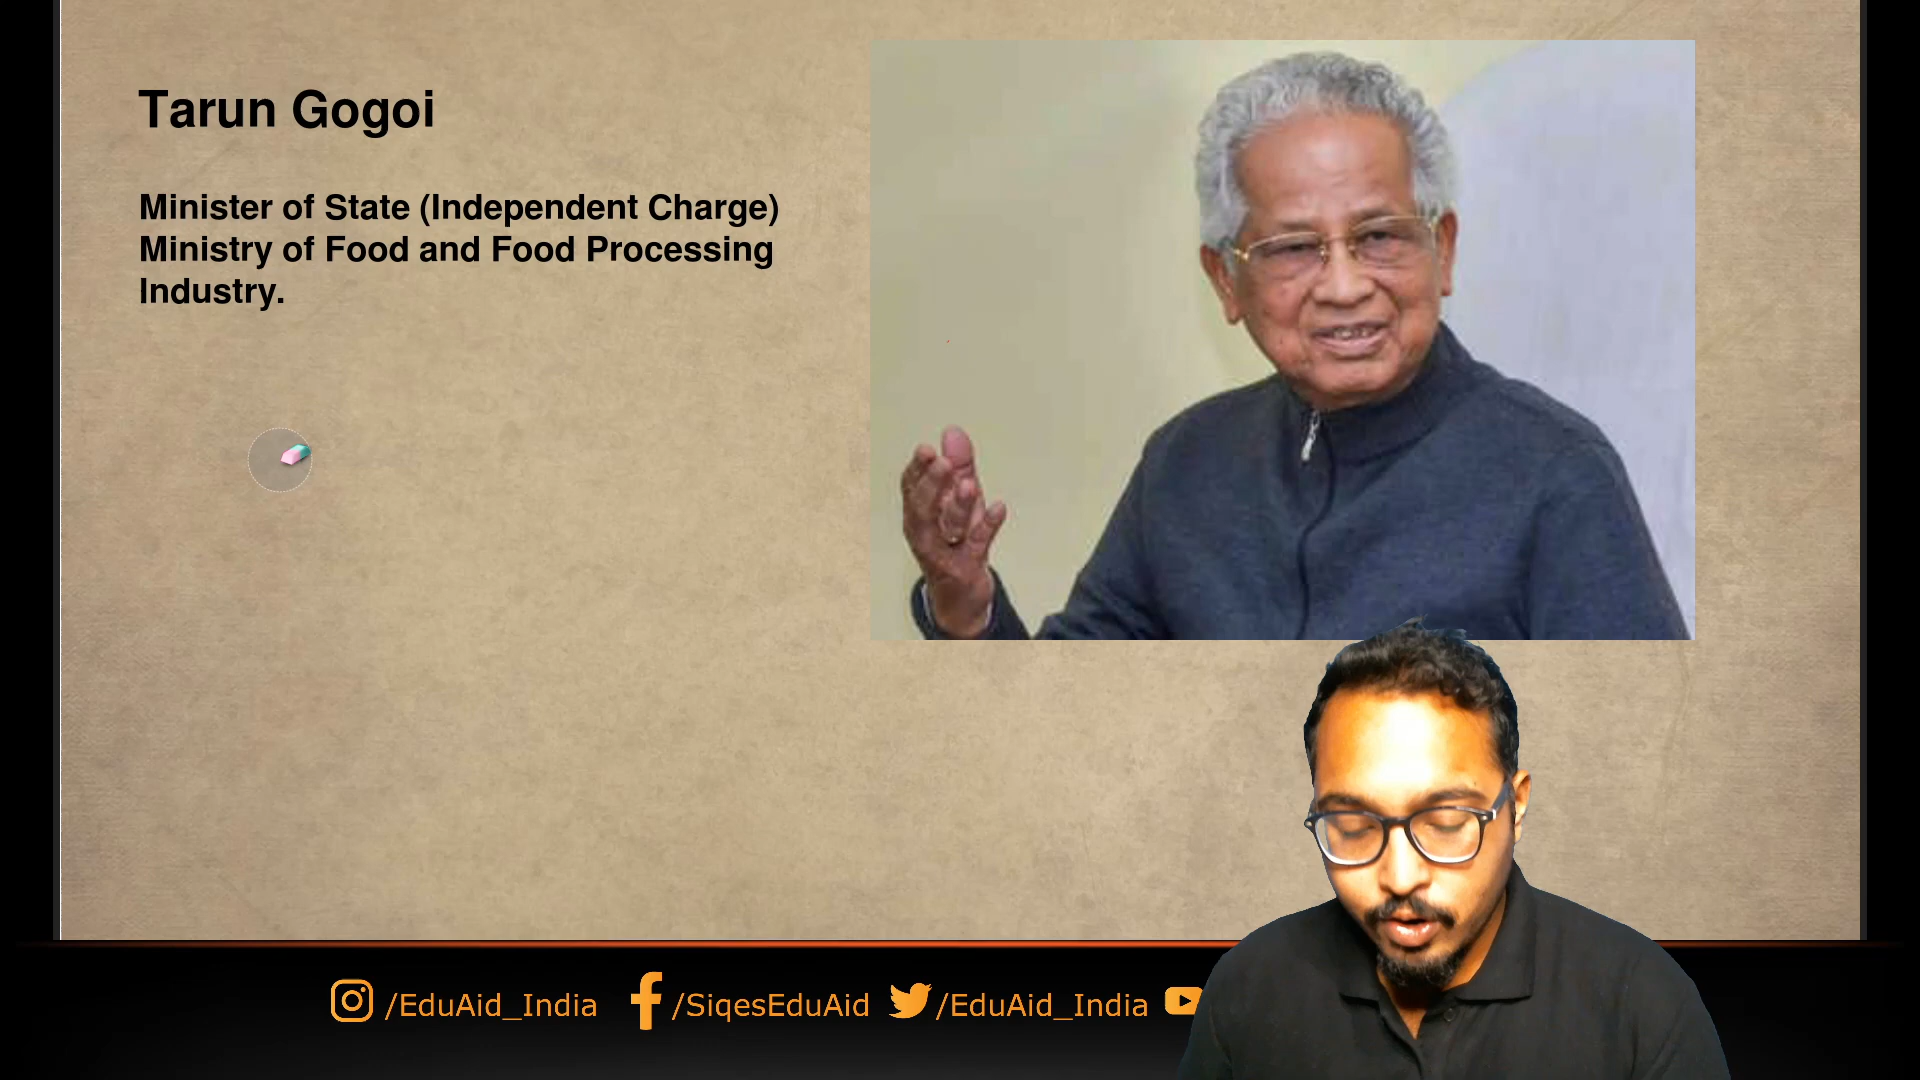 Tarun Gogoi
Minister of State (Independent Charge)
Ministry of Food and Food Processing
Industry.
/EduAid_India
/SiqesEduAid
/EduAid_India